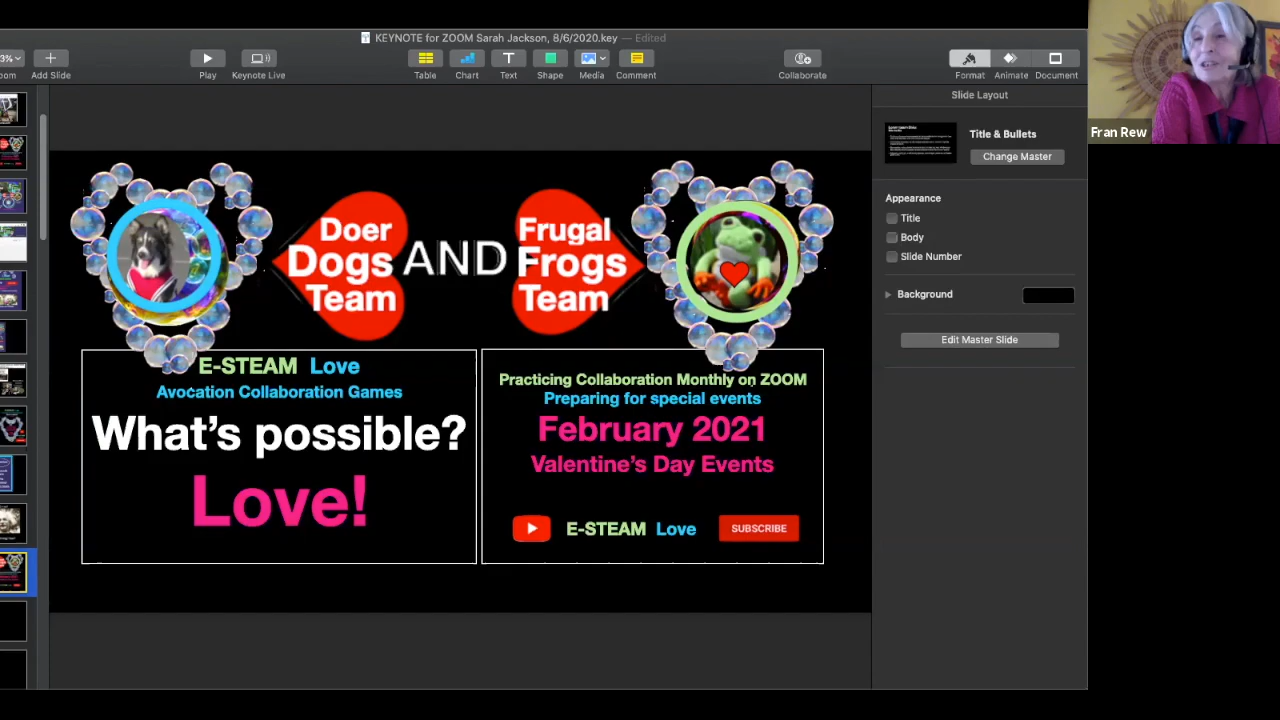 KEYNOTE for ZOOM Sarah Jackson, 8/6/2020.key — Edited
3%
Add Slide
Play
Keynote Live
Table
Chart
Text
Shape
Media
Comment
Collaborate
Format
Animate
Document
Fran Rew
Slide Layout
Title & Bullets
Change Master
Appearance
Title
Body
Slide Number
Background
Edit Master Slide
Doer
Dogs
Team
AND
Frugal
Frogs
Team
E-STEAM Love
Avocation Collaboration Games
What's possible?
Love!
Practicing Collaboration Monthly on ZOOM
Preparing for special events
February 2021
Valentine's Day Events
E-STEAM Love
SUBSCRIBE